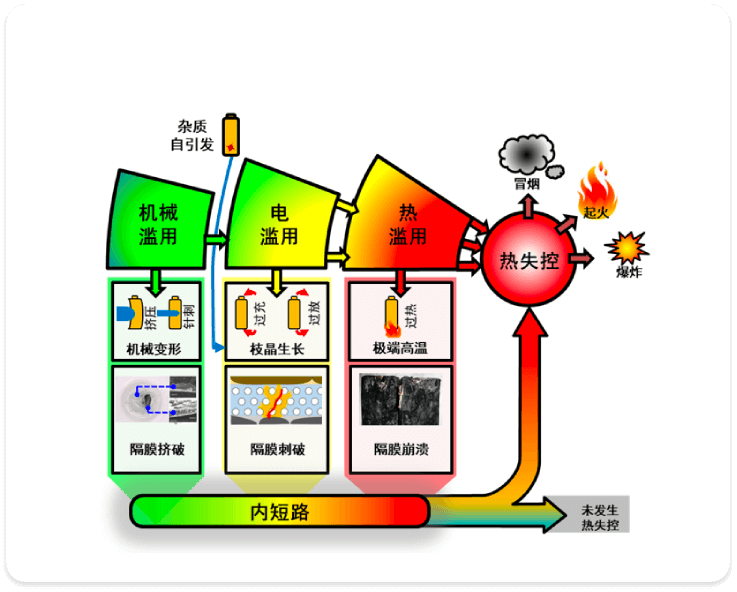 杂质
自引发
机械
滥用
电
滥用
热
滥用
热失控
冒烟
起火
爆炸
挤压
针刺
机械变形
过充
过放
枝晶生长
过热
极端高温
隔膜挤破
隔膜刺破
隔膜崩溃
内短路
未发生
热失控